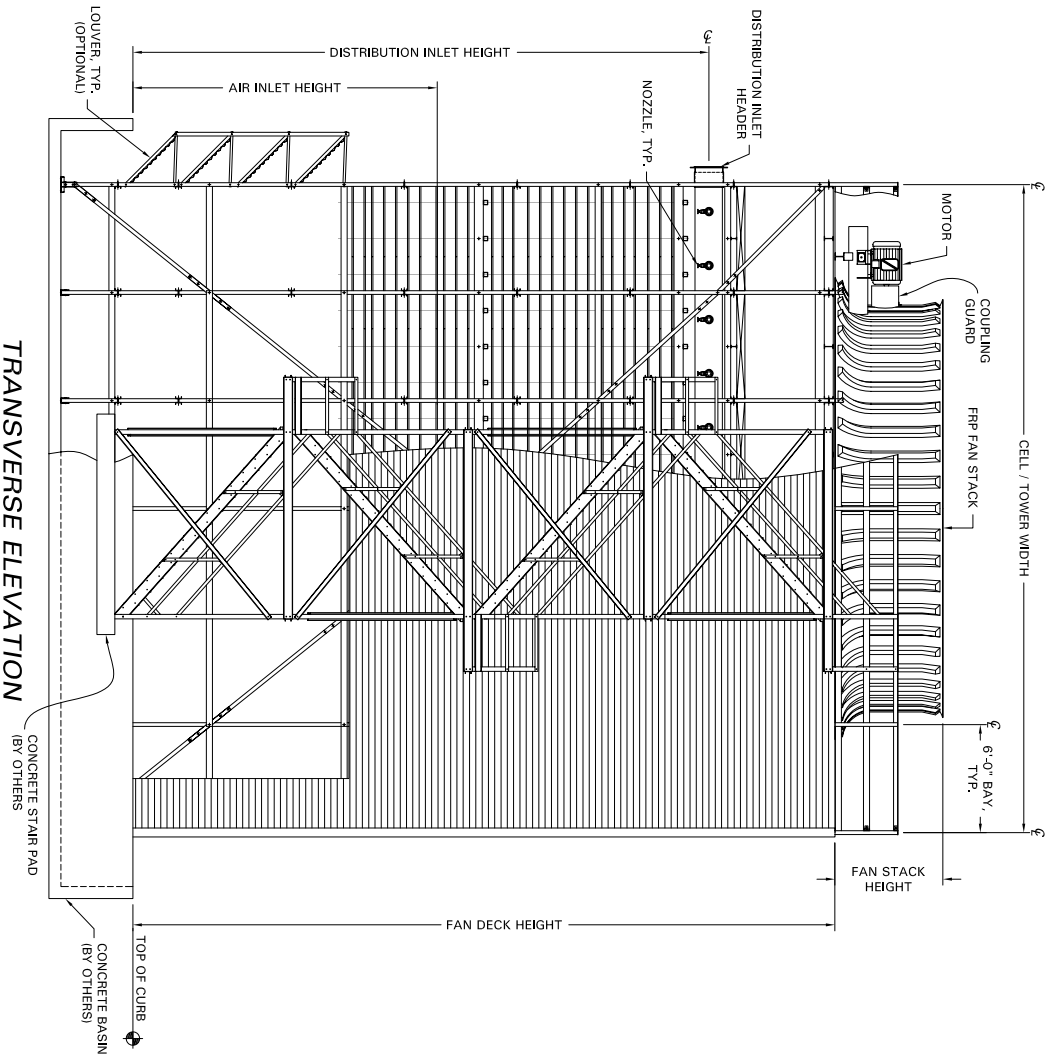 CELL / TOWER WIDTH
6'-0" BAY,
TYP.
FAN STACK
HEIGHT
MOTOR
COUPLING
GUARD
FRP FAN STACK
DISTRIBUTION INLET
HEADER
NOZZLE, TYP.
DISTRIBUTION INLET HEIGHT
AIR INLET HEIGHT
FAN DECK HEIGHT
LOUVER, TYP.
(OPTIONAL)
TOP OF CURB
CONCRETE BASIN
(BY OTHERS)
CONCRETE STAIR PAD
(BY OTHERS
TRANSVERSE ELEVATION